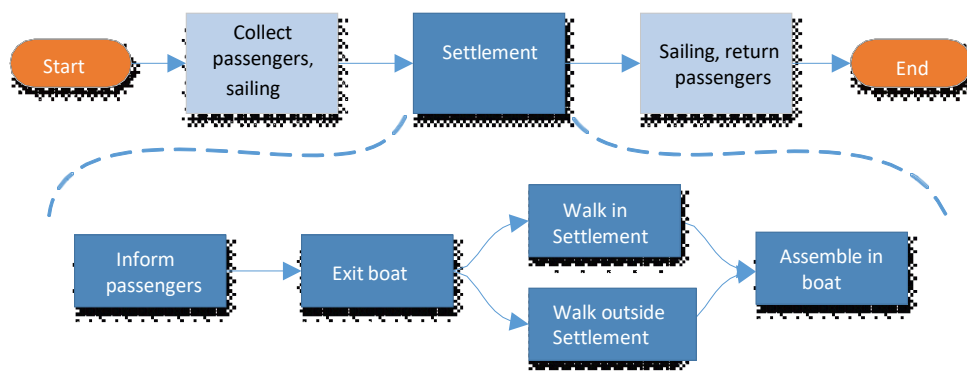 Start
Collect
passengers,
sailing
Settlement
Sailing, return
passengers
End
Inform
passengers
Exit boat
Walk in
Settlement
Walk outside
Settlement
Assemble in
boat